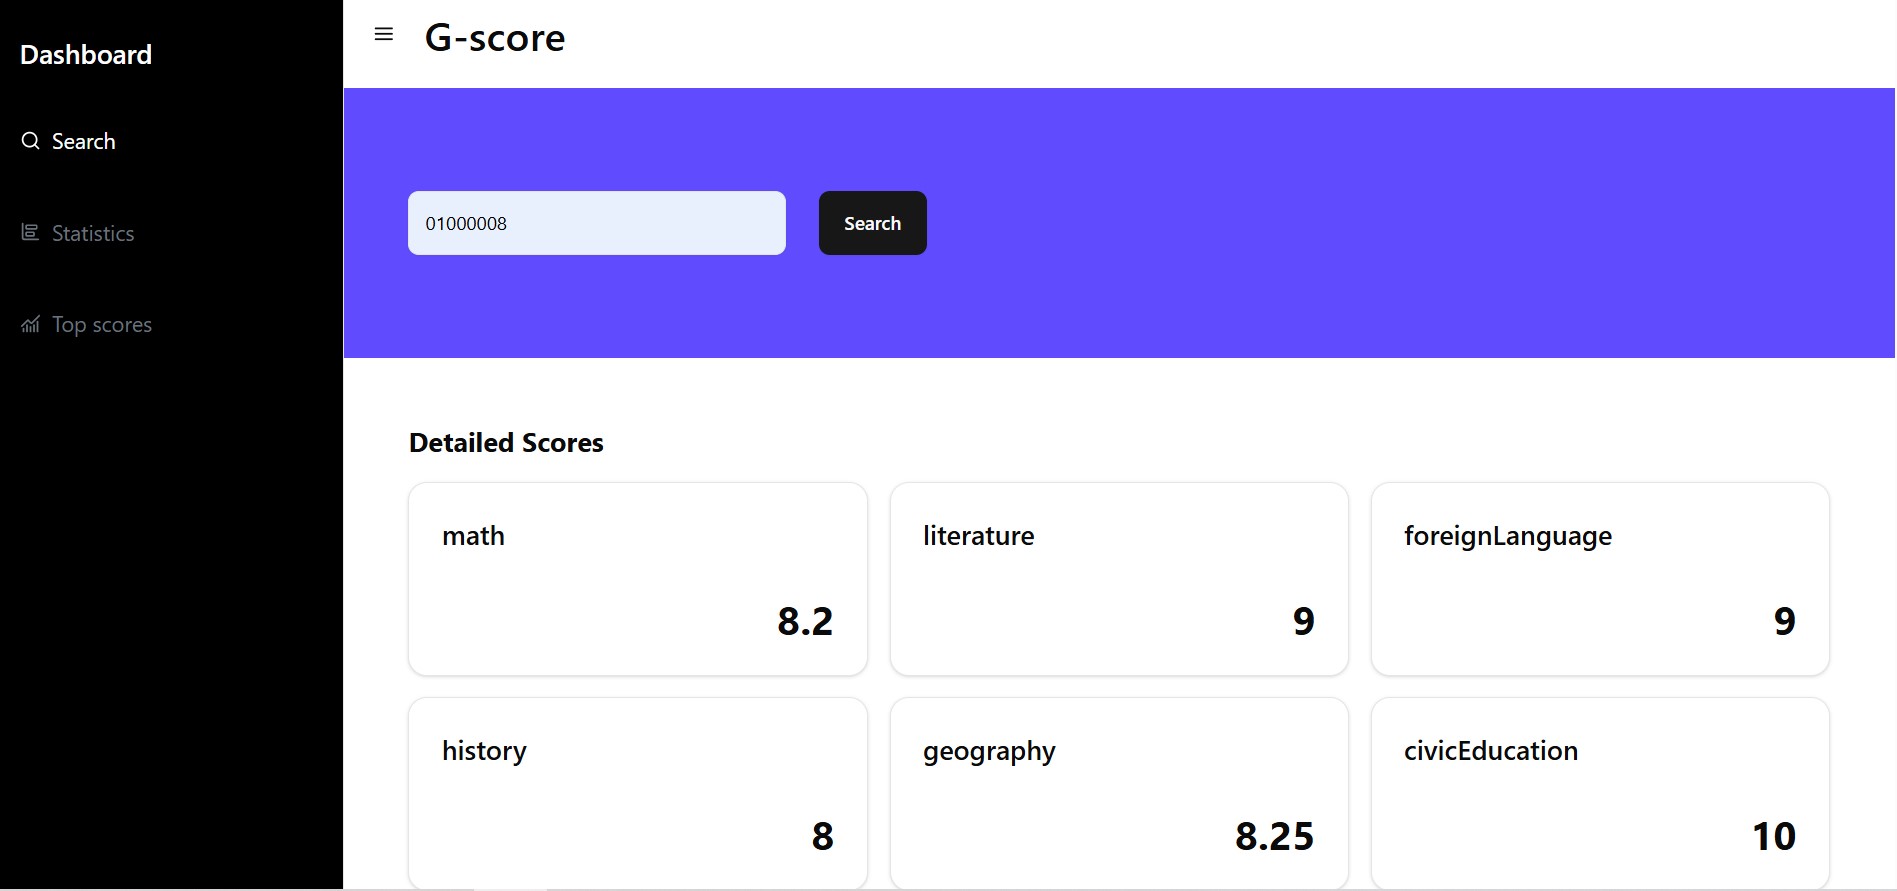 Dashboard
Search
Statistics
Top scores
G-score
01000008
Search
Detailed Scores
math
8.2
literature
9
foreignLanguage
9
history
8
geography
8.25
civicEducation
10